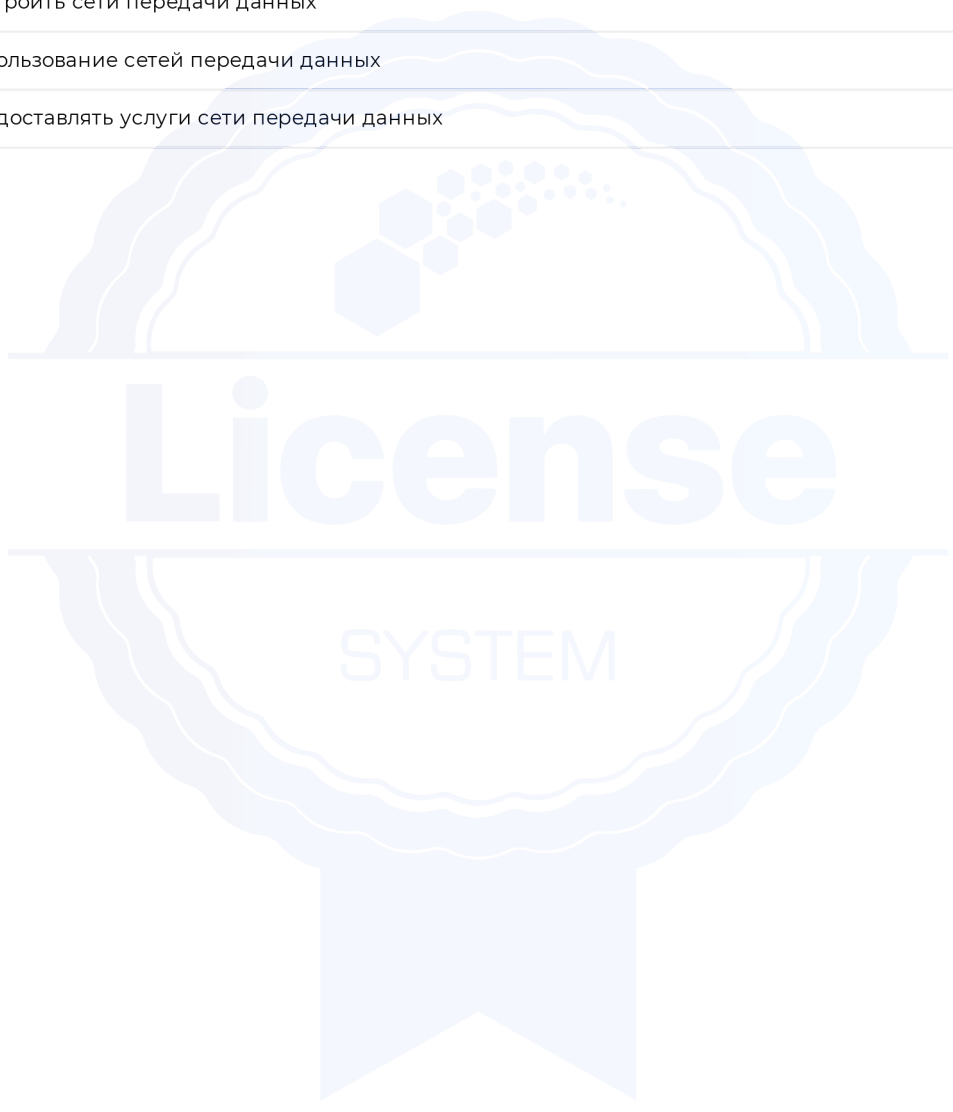 роить сети передачи данных
ользование сетей передачи данных
доставлять услуги сети передачи данных
License
SYSTEM